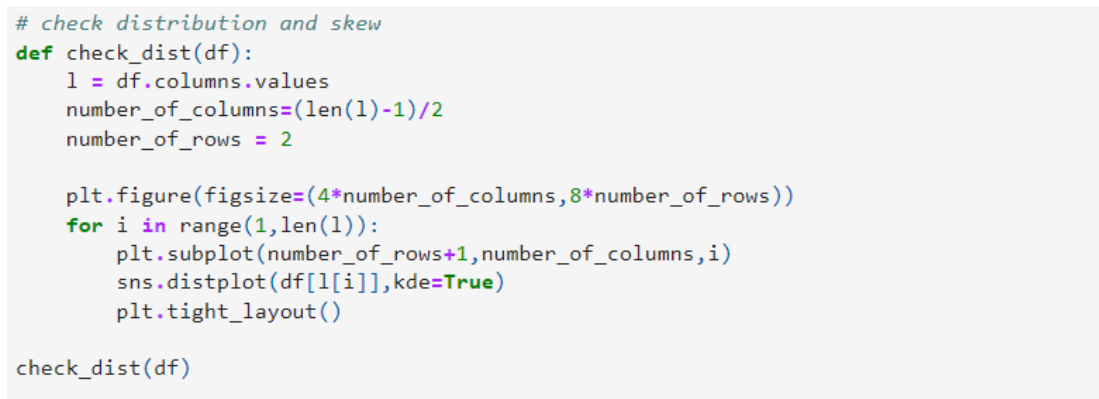 # check distribution and skew
def check_dist(df):
    l = df.columns.values
    number_of_columns=(len(l)-1)/2
    number_of_rows = 2

    plt.figure(figsize=(4*number_of_columns,8*number_of_rows))
    for i in range(1,len(l)):
        plt.subplot(number_of_rows+1,number_of_columns,i)
        sns.distplot(df[l[i]],kde=True)
        plt.tight_layout()

check_dist(df)